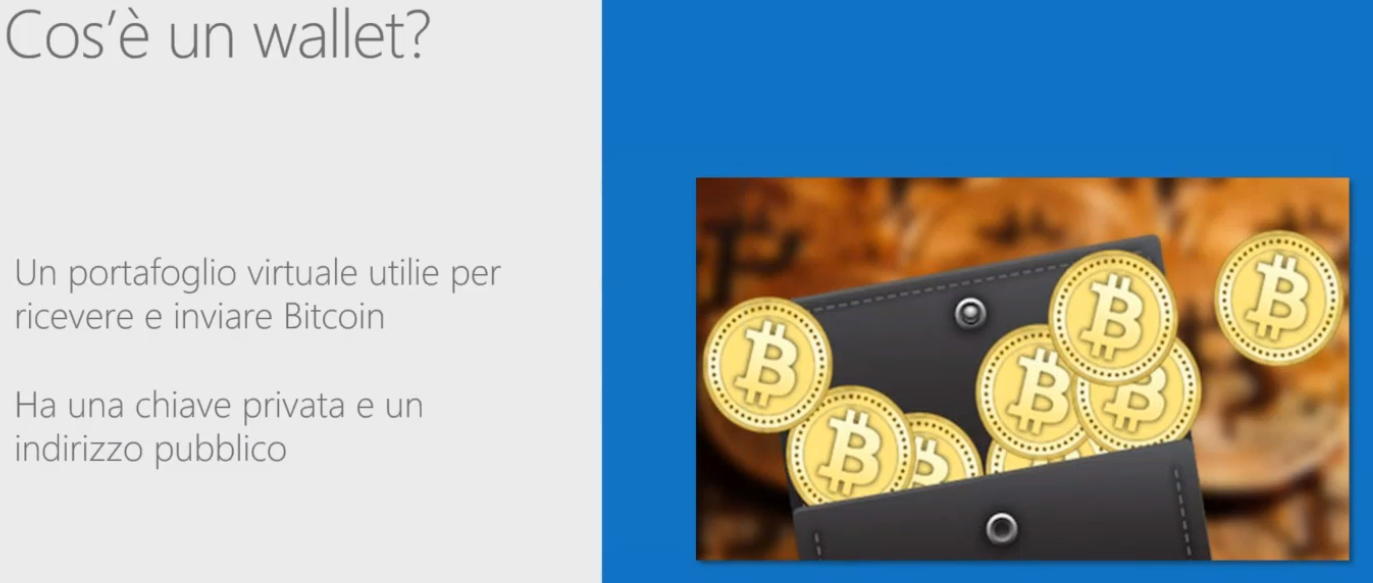 Cos'è un wallet?
Un portafoglio virtuale utilie per
ricevere e inviare Bitcoin
Ha una chiave privata e un
indirizzo pubblico